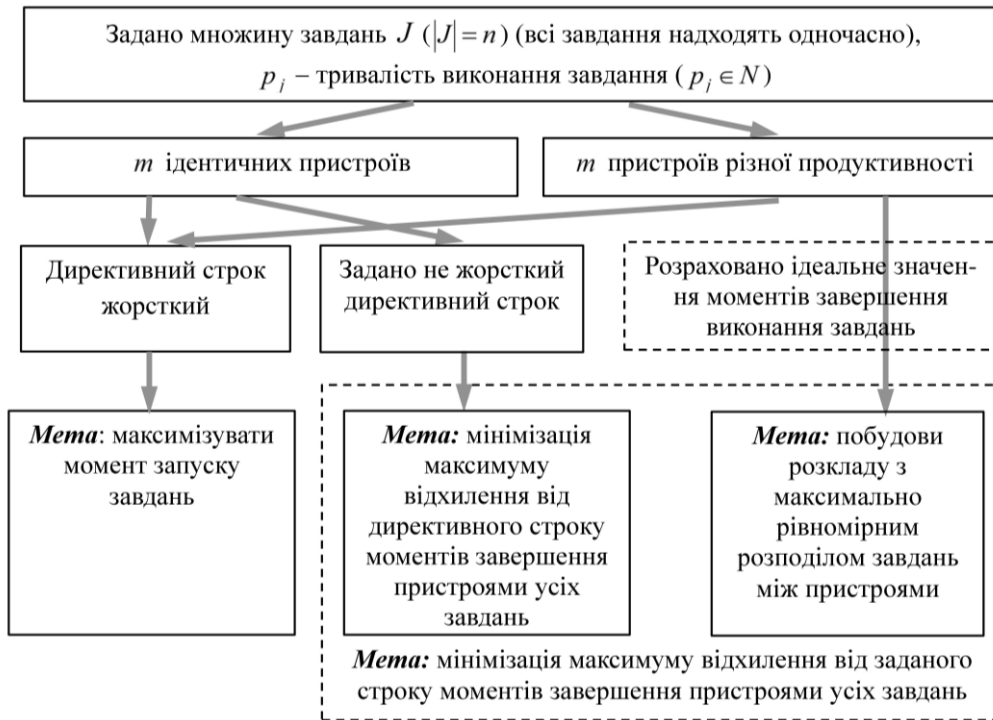 Задано множину завдань J (|J| = n) (всі завдання надходять одночасно),
p_j – тривалість виконання завдання ( p_j ∈ N )
m ідентичних пристроїв
m пристроїв різної продуктивності
Директивний строк
жорсткий
Задано не жорсткий
директивний строк
Розраховано ідеальне значен-
ня моментів завершення
виконання завдань
Мета: максимізувати
момент запуску
завдань
Мета: мінімізація
максимуму
відхилення від
директивного строку
моментів завершення
пристроями усіх
завдань
Мета: побудови
розкладу з
максимально
рівномірним
розподілом завдань
між пристроями
Мета: мінімізація максимуму відхилення від заданого
строку моментів завершення пристроями усіх завдань